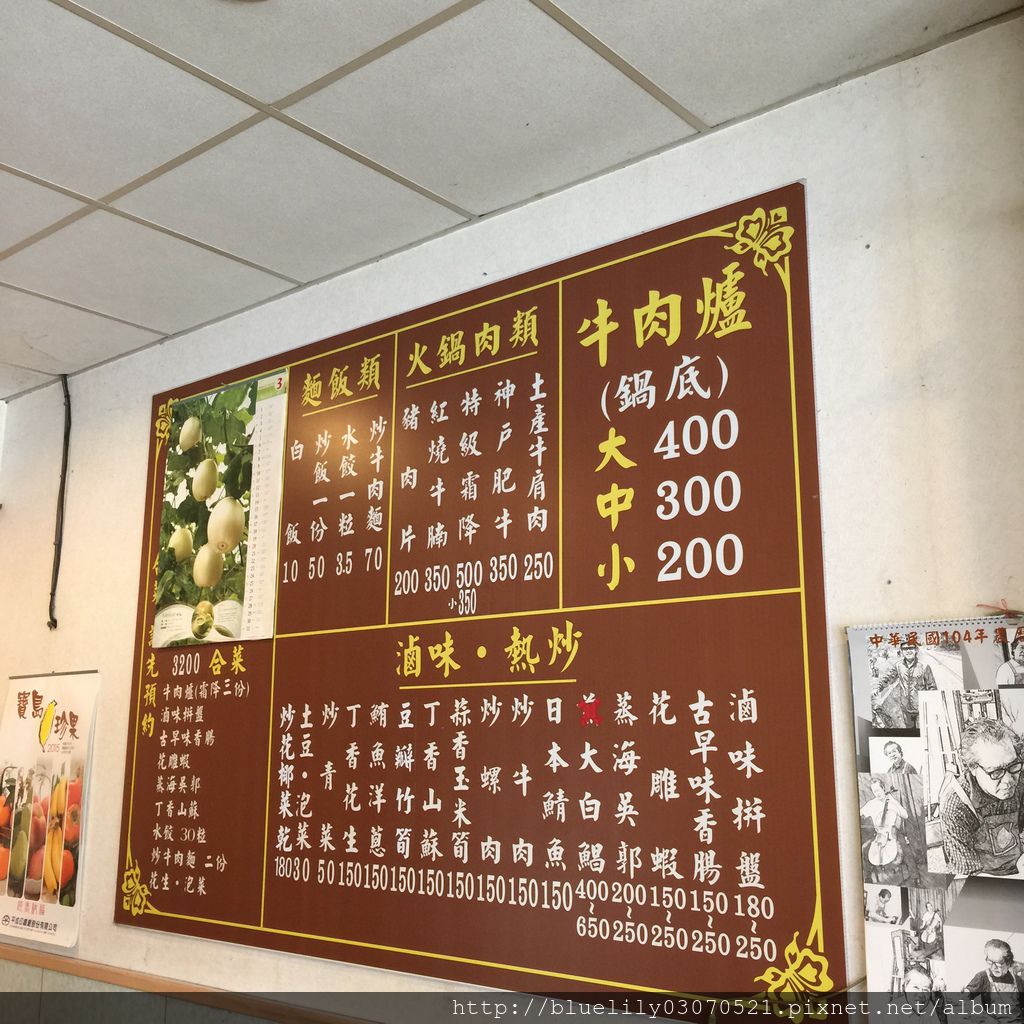 牛肉爐
(鍋底)
大 400
中 300
小 200
火鍋肉類
土產牛肩肉 250
神戶肥牛 350
特級霜降 500
小350
紅燒牛腩 350
豬肉片 200
麵飯類
炒牛肉麵 70
水餃一粒 3.5
炒飯一份 50
白飯 10
滷味・熱炒
滷味拼盤 180~250
古早味香腸 150~250
花雕蝦 150~250
蒸海吳郭 200~250
大白鯧 400~650
日本鯖魚 150
炒牛肉 150
炒螺肉 150
蒜香玉米筍 150
丁香山蘇 150
豆瓣竹筍 150
鮪魚洋蔥 150
丁香花生 150
炒青菜 50
土豆・泡菜 30
炒花椰菜乾 180
先預約
3200 合菜
牛肉爐(霜降三份)
滷味拼盤
古早味香腸
花雕蝦
蒸海吳郭
丁香山蘇
水餃 30粒
炒牛肉麵 二份
花生・泡菜
3
寶島珍果
2015
中華民國104年農
http://bluelily03070521.pixnet.net/album